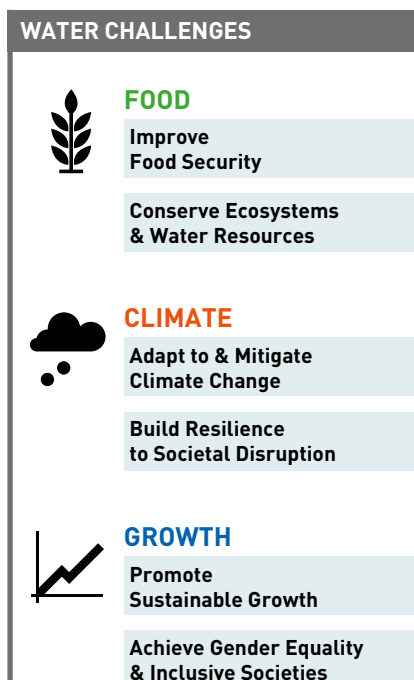 WATER CHALLENGES
FOOD
Improve
Food Security
Conserve Ecosystems
& Water Resources
CLIMATE
Adapt to & Mitigate
Climate Change
Build Resilience
to Societal Disruption
GROWTH
Promote
Sustainable Growth
Achieve Gender Equality
& Inclusive Societies